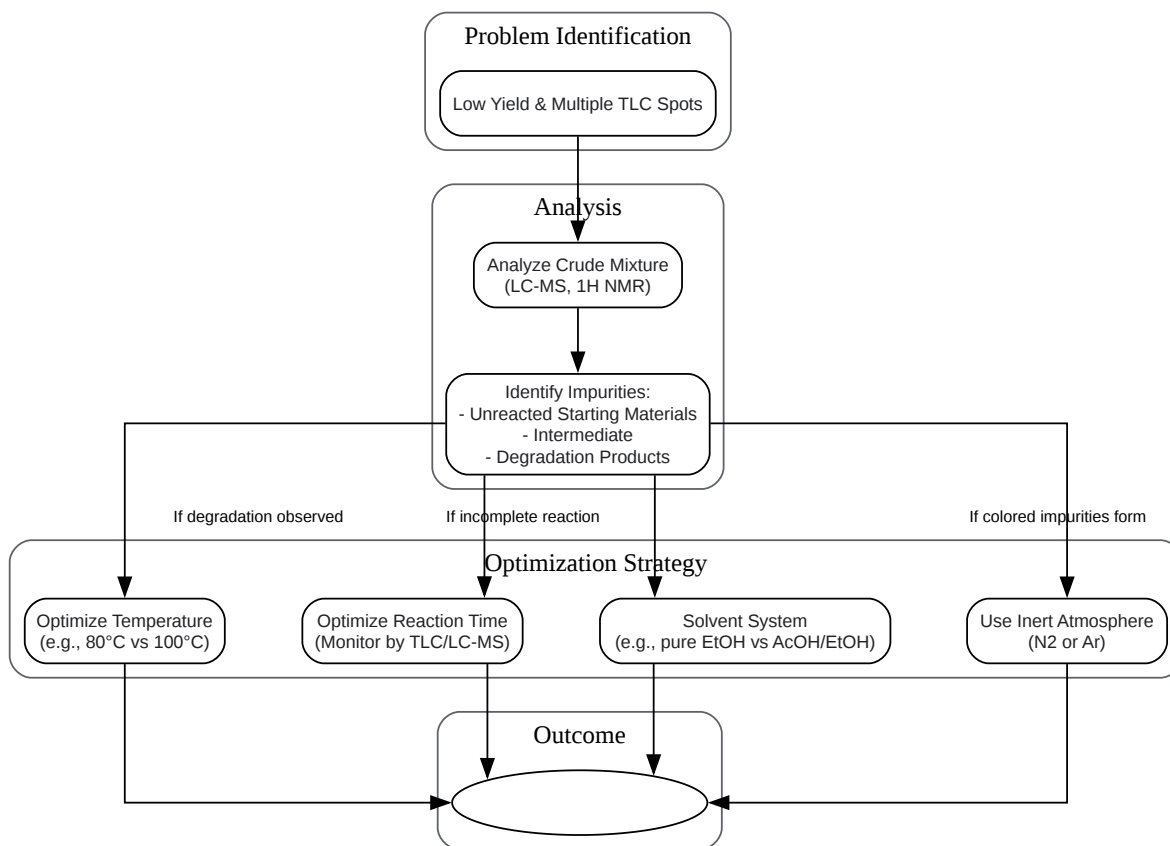 Problem Identification
Low Yield & Multiple TLC Spots
Analysis
Analyze Crude Mixture
(LC-MS, 1H NMR)
Identify Impurities:
- Unreacted Starting Materials
- Intermediate
- Degradation Products
If degradation observed
If incomplete reaction
If colored impurities form
Optimization Strategy
Optimize Temperature
(e.g., 80°C vs 100°C)
Optimize Reaction Time
(Monitor by TLC/LC-MS)
Solvent System
(e.g., pure EtOH vs AcOH/EtOH)
Use Inert Atmosphere
(N2 or Ar)
Outcome